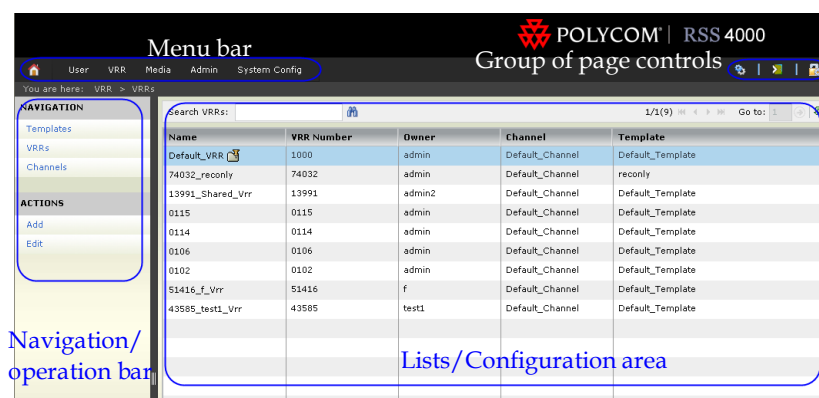 POLYCOM® | RSS 4000
Menu bar
Group of page controls
User VRR Media Admin System Config
You are here: VRR > VRRs
NAVIGATION
Templates
VRRs
Channels
ACTIONS
Add
Edit
Search VRRs:
1/1(9) Go to: 1
Name VRR Number Owner Channel Template
Default_VRR 1000 admin Default_Channel Default_Template
74032_reconly 74032 admin Default_Channel reconly
13991_Shared_Vrr 13991 admin2 Default_Channel Default_Template
0115 0115 admin Default_Channel Default_Template
0114 0114 admin Default_Channel Default_Template
0106 0106 admin Default_Channel Default_Template
0102 0102 admin Default_Channel Default_Template
51416_f_Vrr 51416 f Default_Channel Default_Template
43585_test1_Vrr 43585 test1 Default_Channel Default_Template
Navigation/
operation bar
Lists/Configuration area